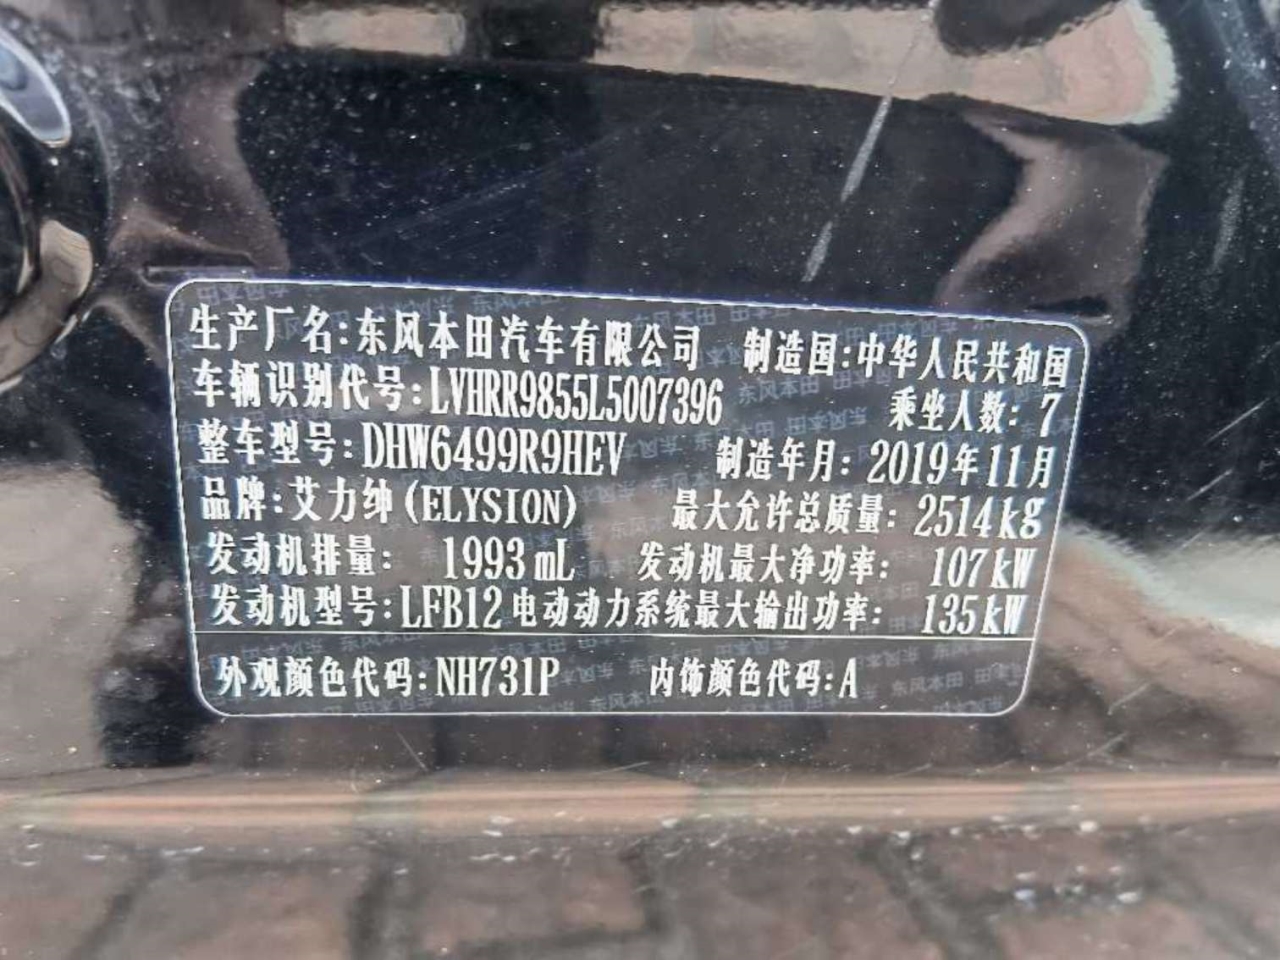 生产厂名:东风本田汽车有限公司 制造国:中华人民共和国
车辆识别代号:LVHRR9855L5007396 乘坐人数:7
整车型号:DHW6499R9HEV 制造年月:2019年11月
品牌:艾力绅(ELYSION) 最大允许总质量:2514kg
发动机排量: 1993mL 发动机最大净功率: 107kW
发动机型号:LFB12 电动动力系统最大输出功率: 135kW
外观颜色代码:NH731P 内饰颜色代码:A